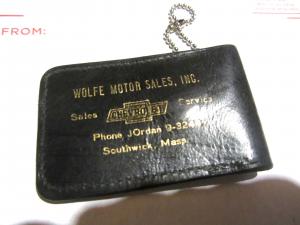 FROM:
WOLFE MOTOR SALES, INC.
Sales CHEVROLET Service
Phone JOrdan
Southwick, Mass